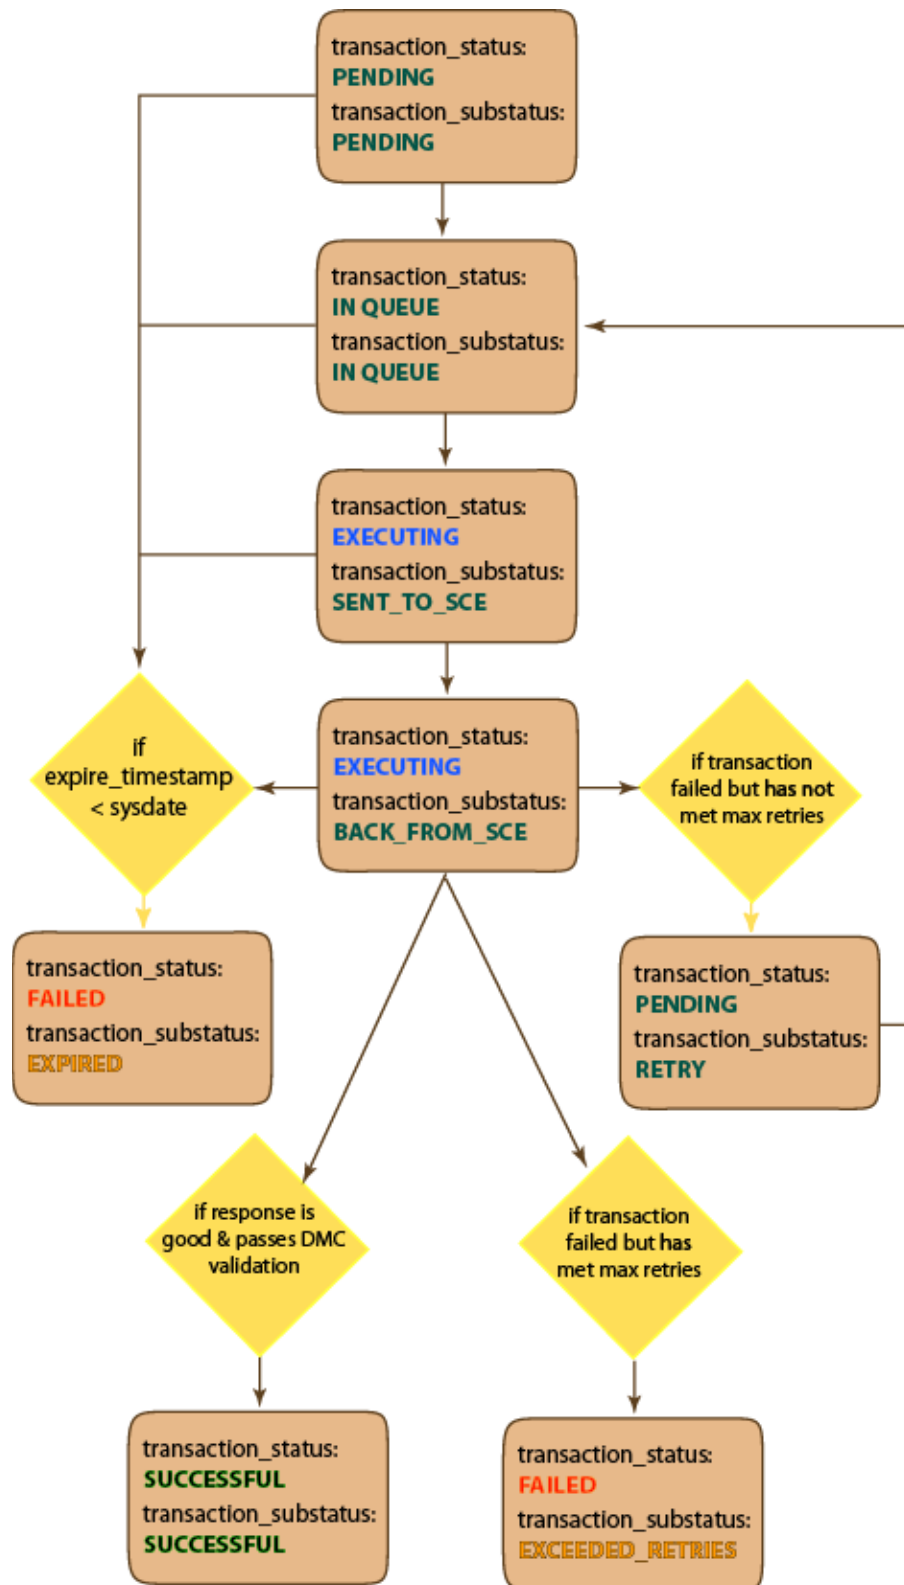 transaction_status:
PENDING
transaction_substatus:
PENDING
transaction_status:
IN QUEUE
transaction_substatus:
IN QUEUE
transaction_status:
EXECUTING
transaction_substatus:
SENT_TO_SCE
if
expire_timestamp
< sysdate
transaction_status:
EXECUTING
transaction_substatus:
BACK_FROM_SCE
if transaction
failed but has not
met max retries
transaction_status:
FAILED
transaction_substatus:
EXPIRED
transaction_status:
PENDING
transaction_substatus:
RETRY
if response is
good & passes DMC
validation
if transaction
failed but has
met max retries
transaction_status:
SUCCESSFUL
transaction_substatus:
SUCCESSFUL
transaction_status:
FAILED
transaction_substatus:
EXCEEDED_RETRIES